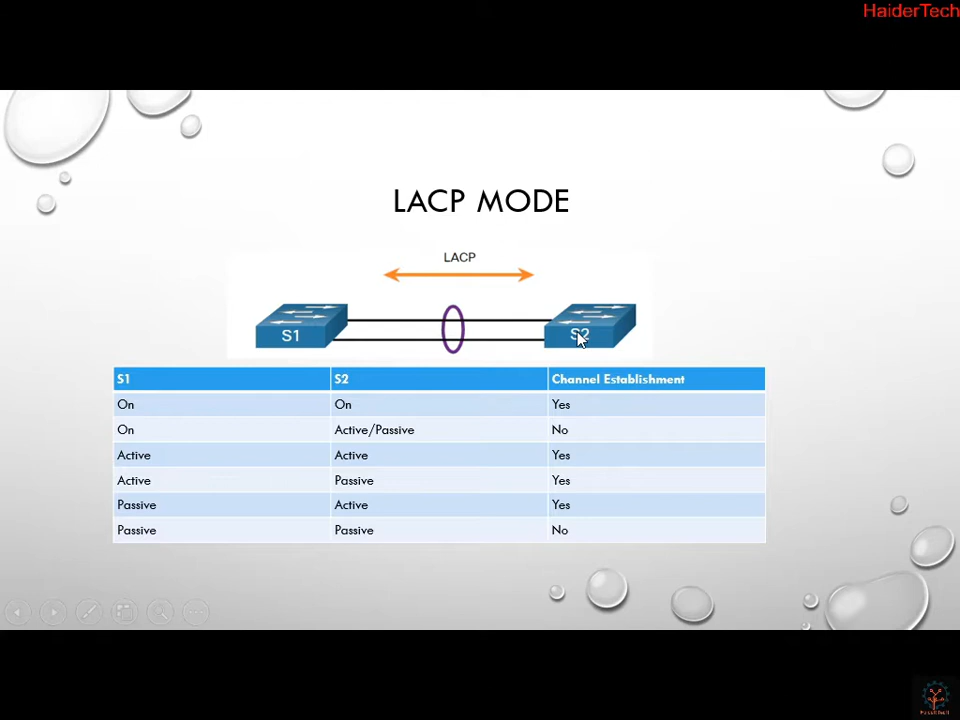 HaiderTech
LACP MODE
LACP
S1
S2
S1 S2 Channel Establishment
On On Yes
On Active/Passive No
Active Active Yes
Active Passive Yes
Passive Active Yes
Passive Passive No